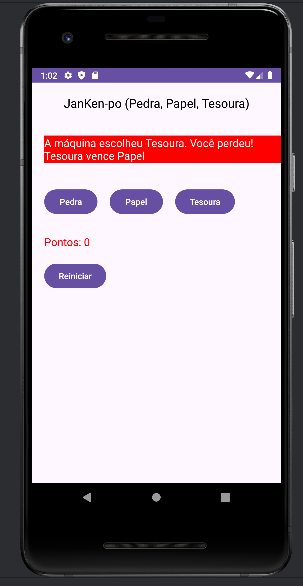 1:02
JanKen-po (Pedra, Papel, Tesoura)
A máquina escolheu Tesoura. Você perdeu!
Tesoura vence Papel
Pedra Papel Tesoura
Pontos: 0
Reiniciar